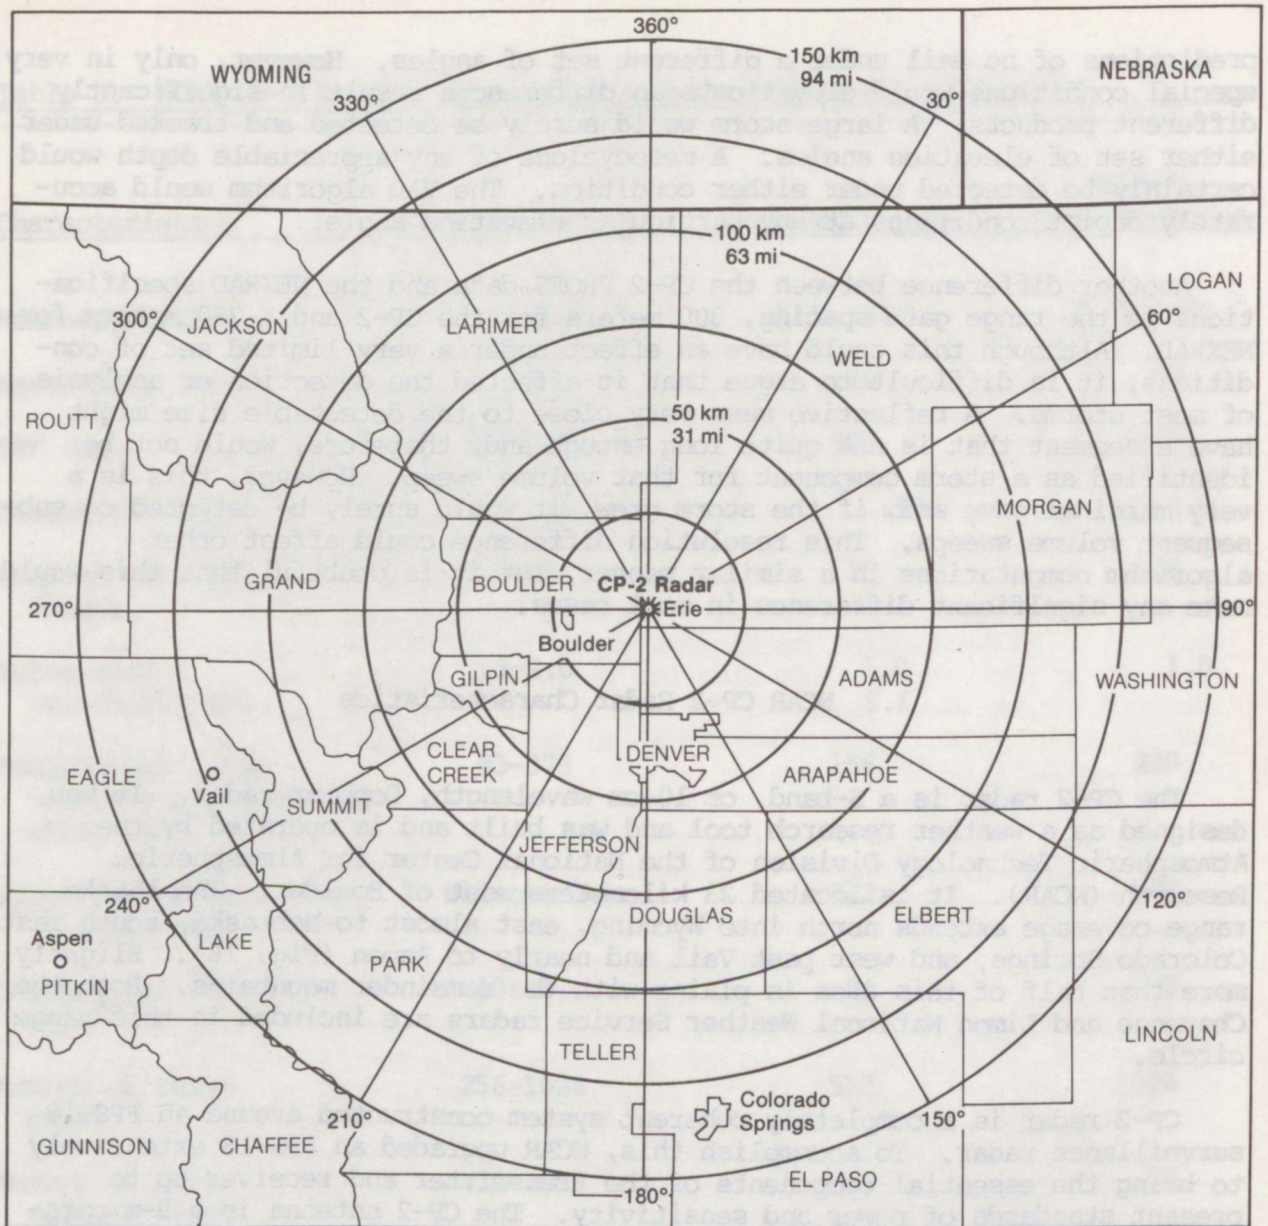 360°
150 km
94 mi
WYOMING
NEBRASKA
330°
30°
100 km
63 mi
LOGAN
300°
JACKSON
LARIMER
60°
WELD
50 km
31 mi
ROUTT
MORGAN
GRAND
BOULDER
CP-2 Radar
270°
Erie
90°
Boulder
GILPIN
ADAMS
WASHINGTON
CLEAR
CREEK
DENVER
EAGLE
Vail
SUMMIT
ARAPAHOE
JEFFERSON
240°
DOUGLAS
ELBERT
120°
Aspen
LAKE
PARK
PITKIN
TELLER
LINCOLN
Colorado
Springs
210°
150°
GUNNISON
CHAFFEE
EL PASO
180°